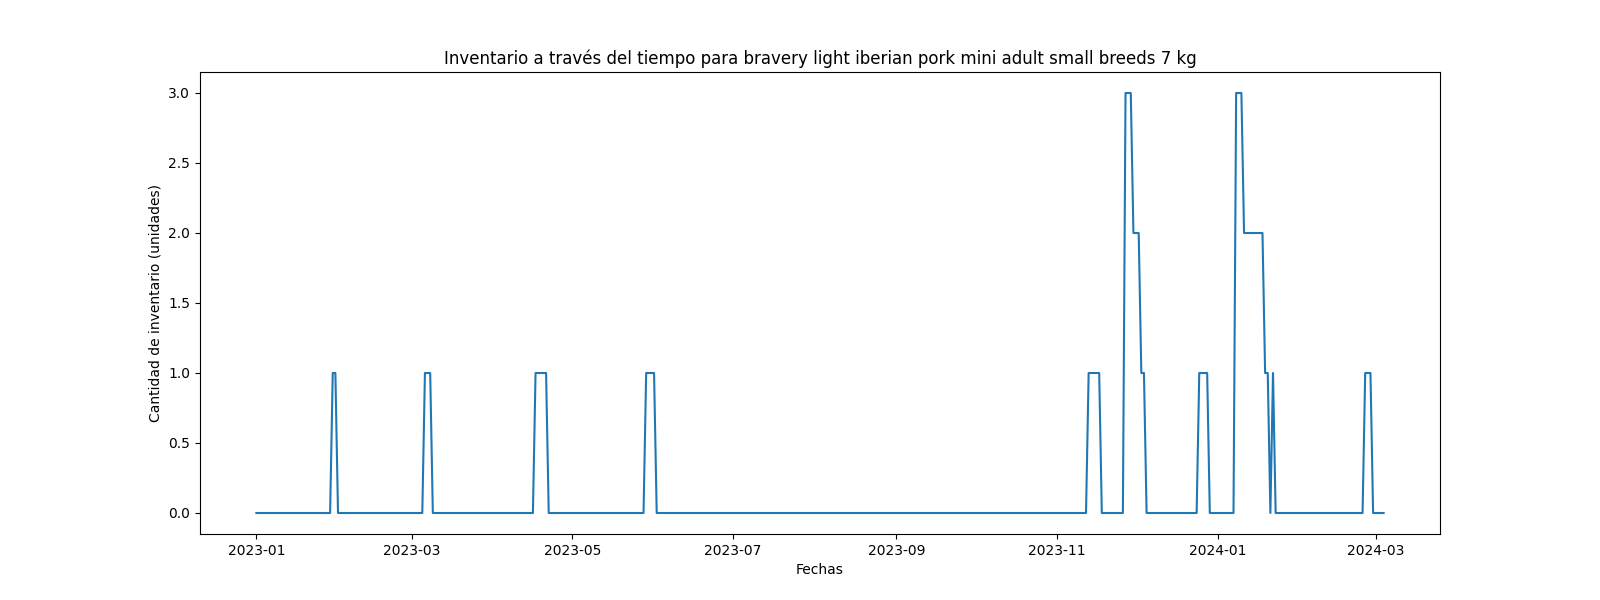 Inventario a través del tiempo para bravery light iberian pork mini adult small breeds 7 kg
Cantidad de inventario (unidades)
3.0
2.5
2.0
1.5
1.0
0.5
0.0
2023-01 2023-03 2023-05 2023-07 2023-09 2023-11 2024-01 2024-03
Fechas